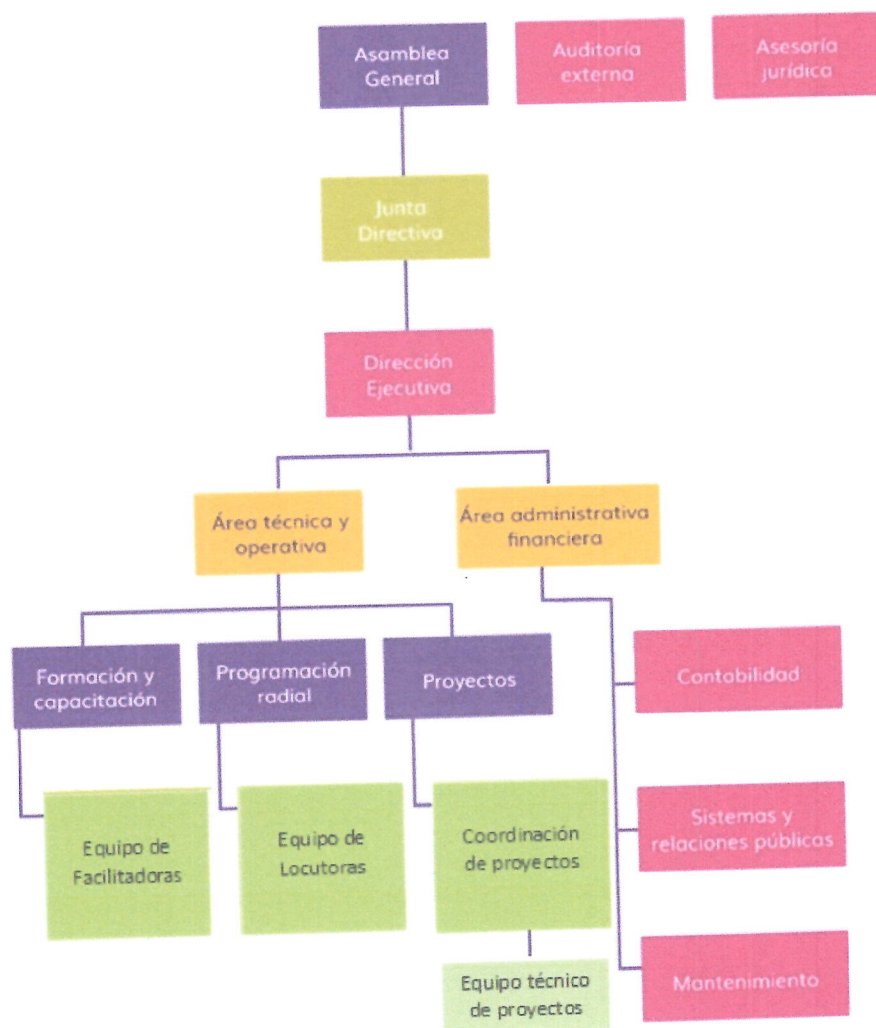 Asamblea
General
Auditoría
externa
Asesoría
jurídica
Junta
Directiva
Dirección
Ejecutiva
Área técnica y
operativa
Área administrativa
financiera
Formación y
capacitación
Programación
radial
Proyectos
Contabilidad
Equipo de
Facilitadoras
Equipo de
Locutoras
Coordinación
de proyectos
Sistemas y
relaciones públicas
Equipo técnico
de proyectos
Mantenimiento